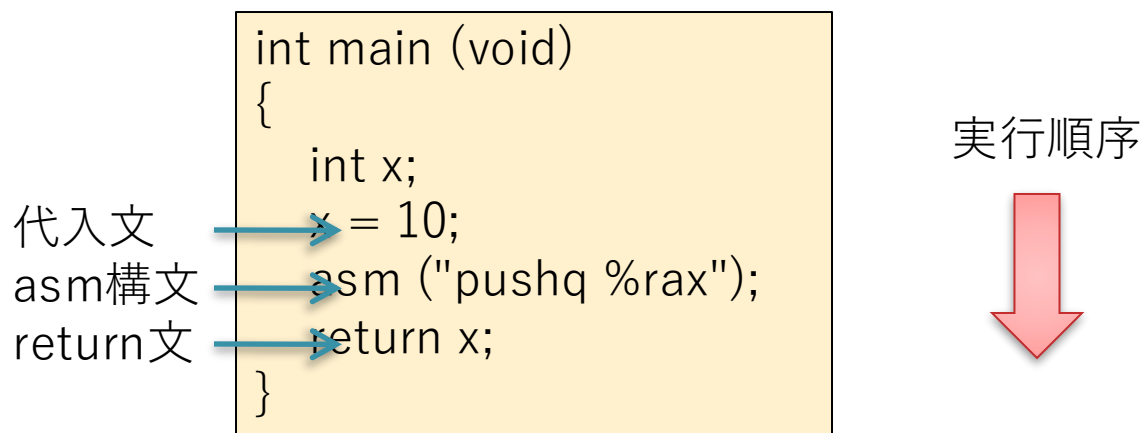 int main (void)
{
int x;
x = 10;
asm ("pushq %rax");
return x;
}
代入文
asm構文
return文
実行順序